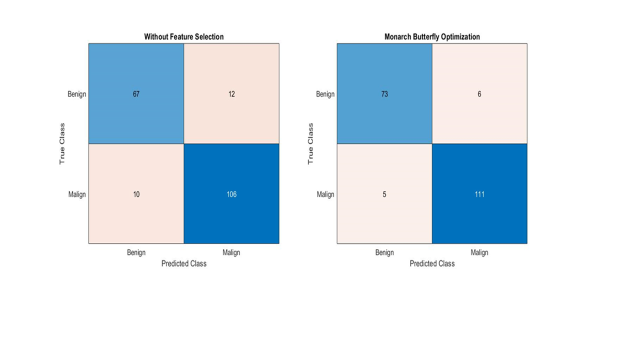 Without Feature Selection
Benign 67 12
True Class
Malign 10 106
Benign Malign
Predicted Class
Monarch Butterfly Optimization
Benign 73 6
True Class
Malign 5 111
Benign Malign
Predicted Class